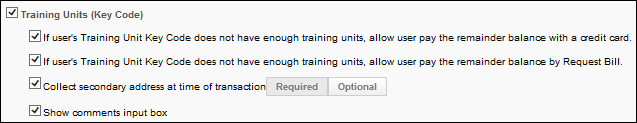 Training Units (Key Code)
If user's Training Unit Key Code does not have enough training units, allow user pay the remainder balance with a credit card.
If user's Training Unit Key Code does not have enough training units, allow user pay the remainder balance by Request Bill.
Collect secondary address at time of transaction Required Optional
Show comments input box